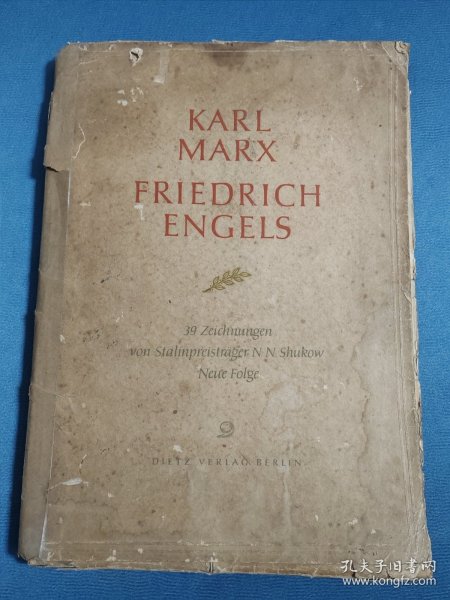 KARL
MARX
FRIEDRICH
ENGELS
39 Zeichnungen
von Stalinpreisträger N. N. Shukow
Neue Folge
DIETZ VERLAG BERLIN
孔夫子旧书网
www.kongfz.com